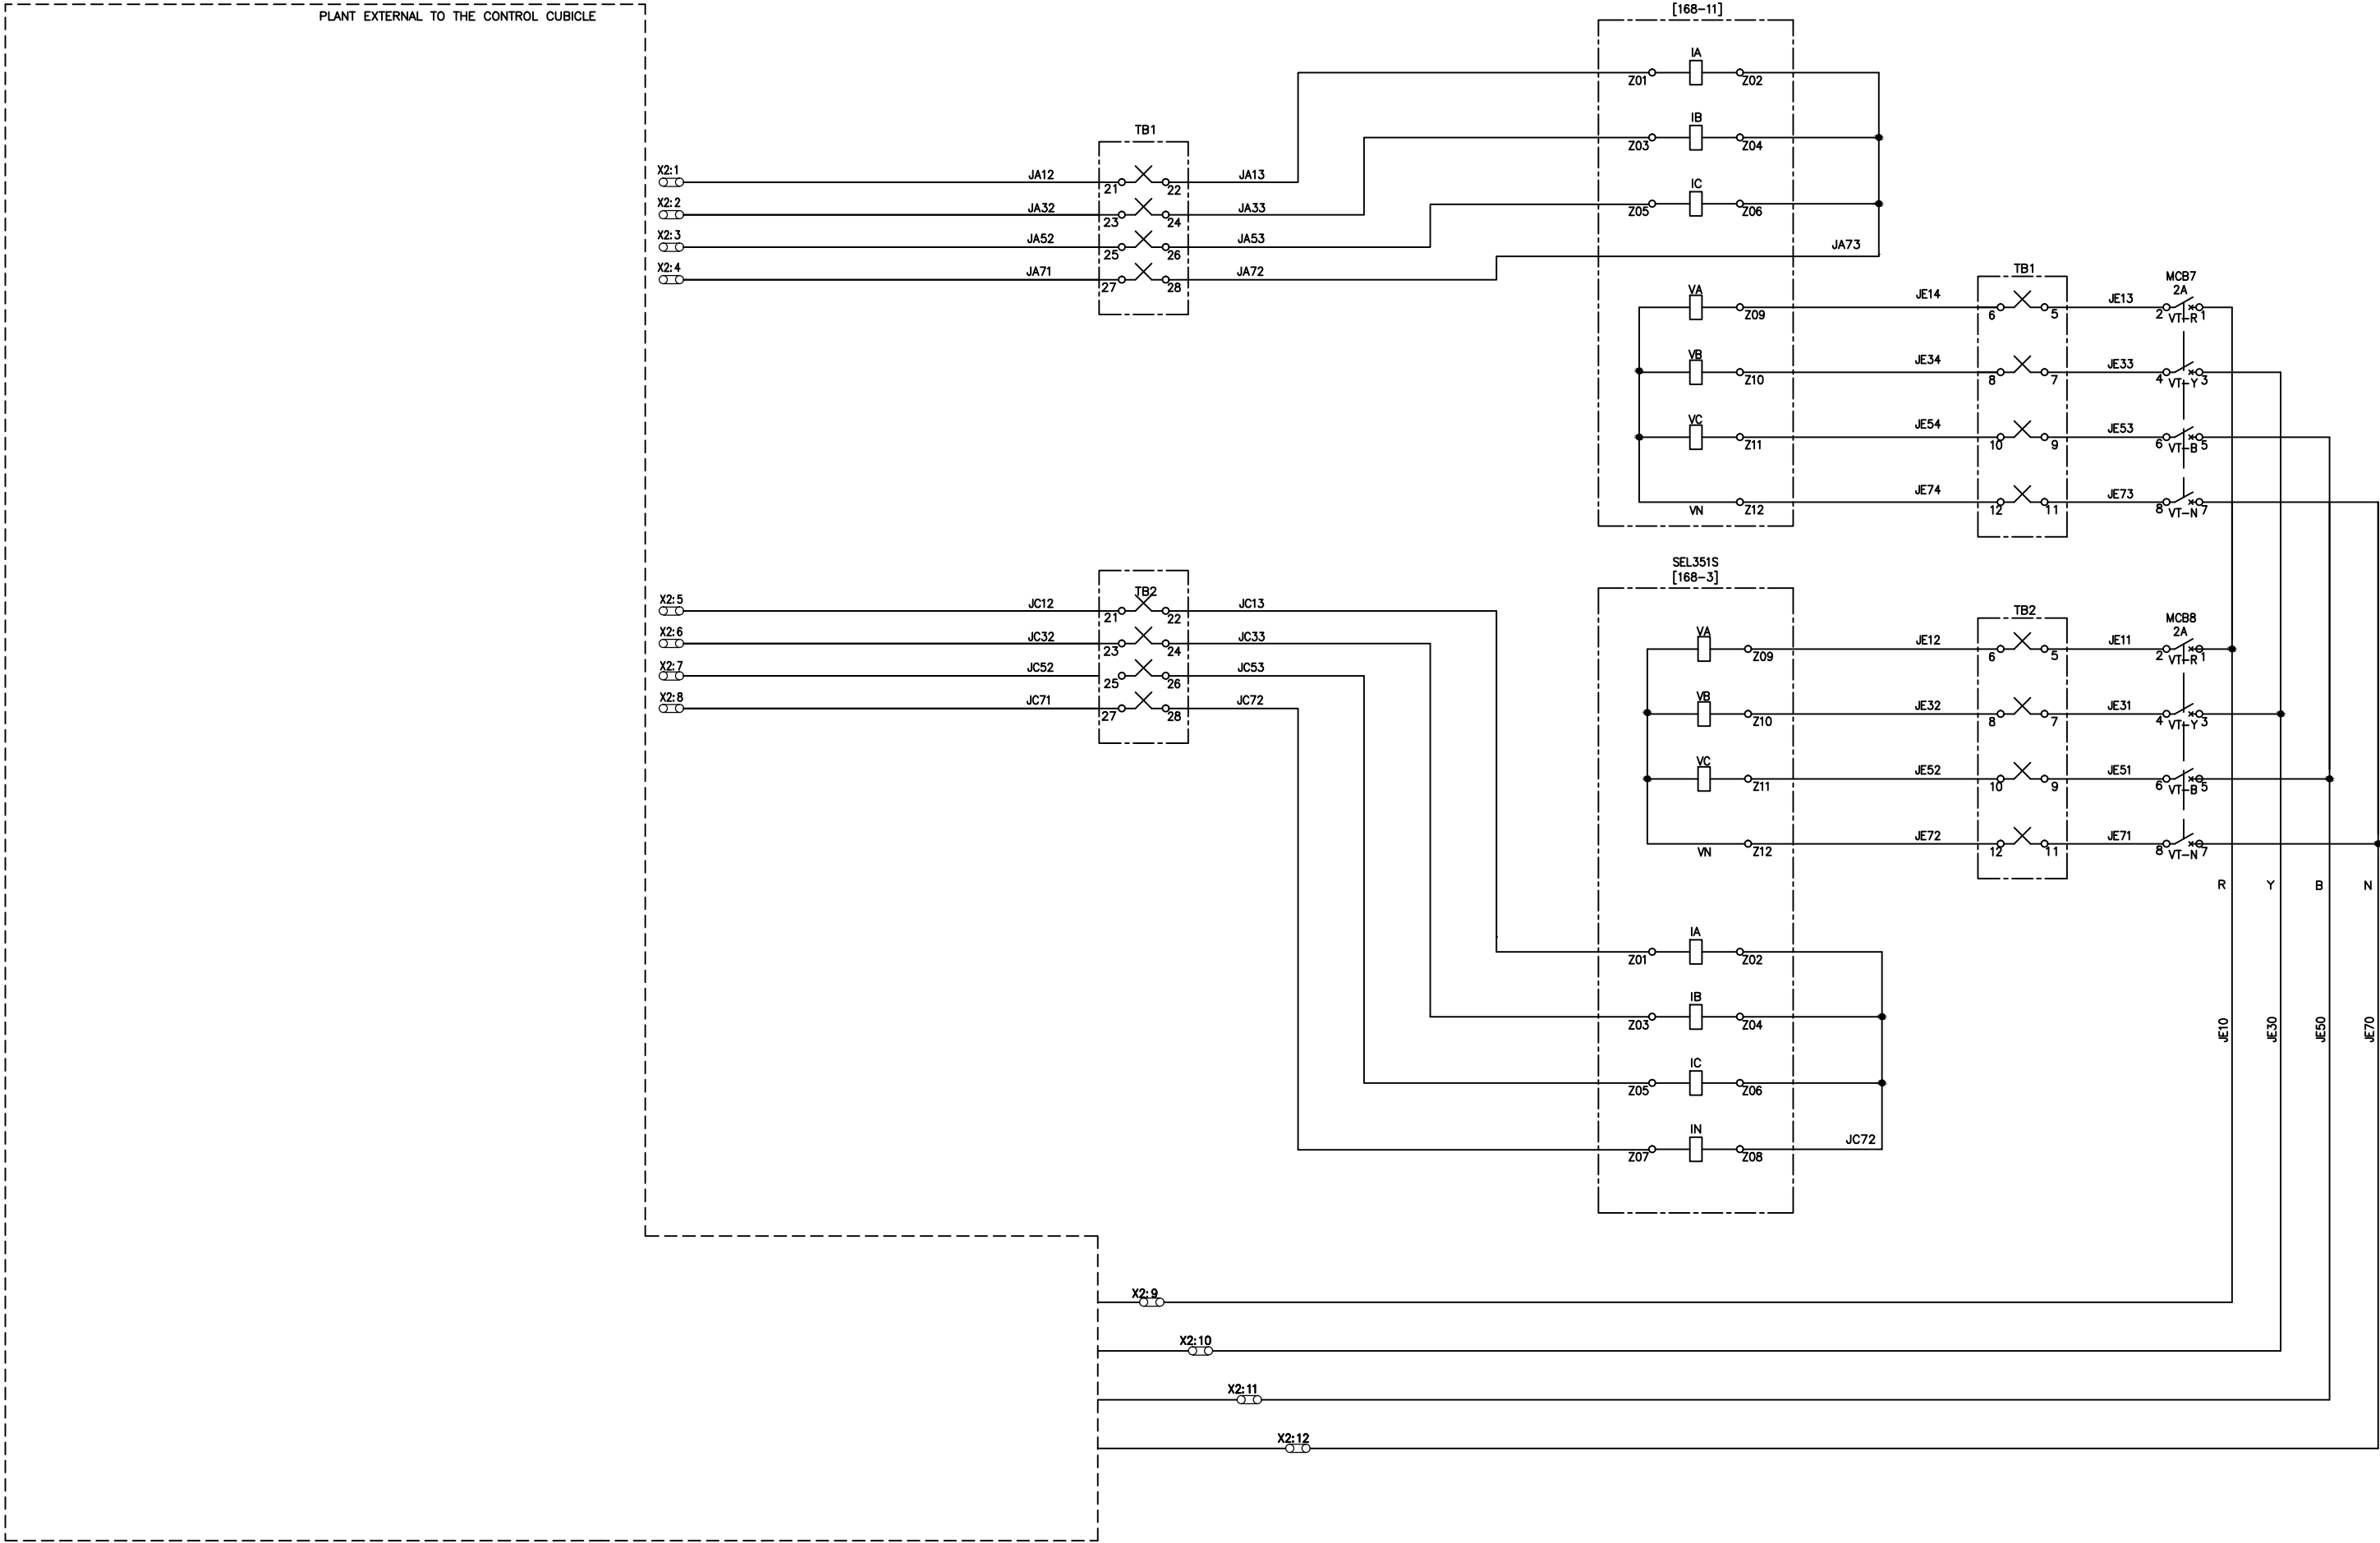 PLANT EXTERNAL TO THE CONTROL CUBICLE
[168-11]
IA
Z01
Z02
IB
Z03
Z04
IC
Z05
Z06
JA73
TB1
X2:1
JA12
21
22
JA13
X2:2
JA32
23
24
JA33
X2:3
JA52
25
26
JA53
X2:4
JA71
27
28
JA72
VA
Z09
JE14
TB1
6
5
JE13
MCB7
2A
2
VT-R
1
VB
Z10
JE34
8
7
JE33
4
VT-Y
3
VC
Z11
JE54
10
9
JE53
6
VT-B
5
VN
Z12
JE74
12
11
JE73
8
VT-N
7
SEL351S
[168-3]
TB2
X2:5
JC12
21
22
JC13
X2:6
JC32
23
24
JC33
X2:7
JC52
25
26
JC53
X2:8
JC71
27
28
JC72
VA
Z09
JE12
TB2
6
5
JE11
MCB8
2A
2
VT-R
1
VB
Z10
JE32
8
7
JE31
4
VT-Y
3
VC
Z11
JE52
10
9
JE51
6
VT-B
5
VN
Z12
JE72
12
11
JE71
8
VT-N
7
R
Y
B
N
IA
Z01
Z02
IB
Z03
Z04
IC
Z05
Z06
IN
Z07
Z08
JC72
JE10
JE30
JE50
JE70
X2:9
X2:10
X2:11
X2:12